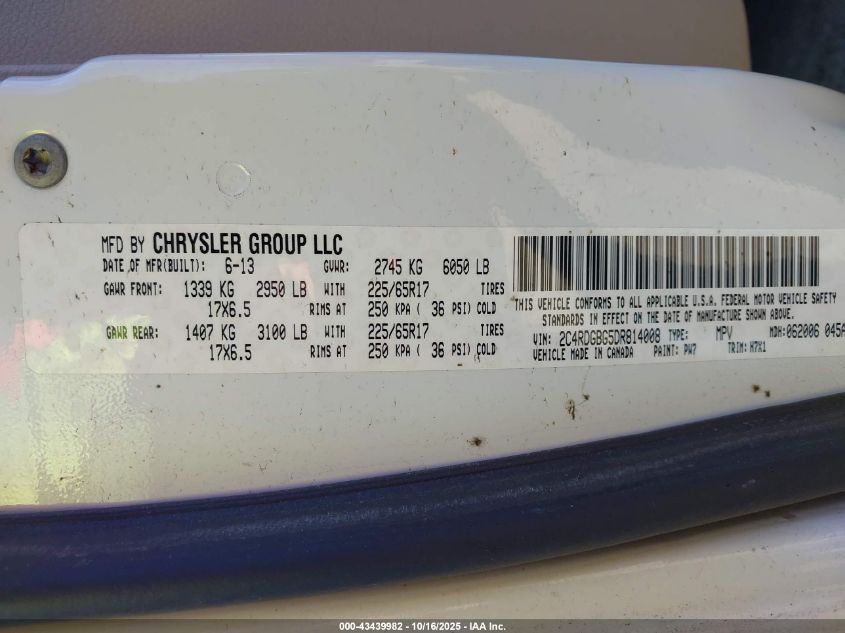 MFD BY CHRYSLER GROUP LLC
DATE OF MFR(BUILT): 6-13 GVWR: 2745 KG 6050 LB
GAWR FRONT: 1339 KG 2950 LB WITH 225/65R17 TIRES
17X6.5 RIMS AT 250 KPA ( 36 PSI) COLD
GAWR REAR: 1407 KG 3100 LB WITH 225/65R17 TIRES
17X6.5 RIMS AT 250 KPA ( 36 PSI) COLD
THIS VEHICLE CONFORMS TO ALL APPLICABLE U.S.A. FEDERAL MOTOR VEHICLE SAFETY
STANDARDS IN EFFECT ON THE DATE OF MANUFACTURE SHOWN ABOVE.
VIN: 2C4RDGBG5DR814008 TYPE: MPV MDH:062006 045A
VEHICLE MADE IN CANADA PAINT: PW7 TRIM: H7X1
000-43439982 - 10/16/2025 - IAA Inc.